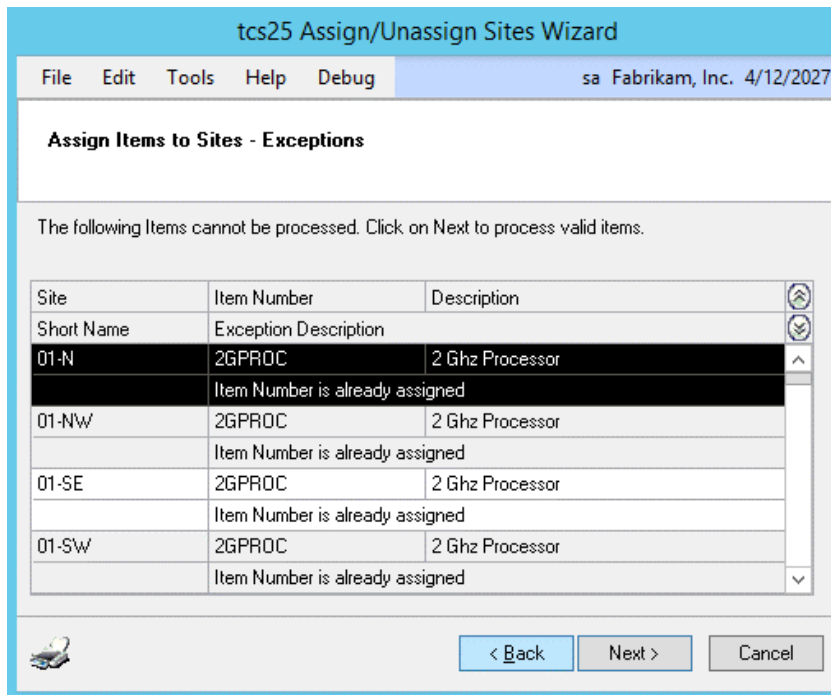 tcs25 Assign/Unassign Sites Wizard
File Edit Tools Help Debug sa Fabrikam, Inc. 4/12/2027
Assign Items to Sites - Exceptions
The following Items cannot be processed. Click on Next to process valid items.
Site Item Number Description
Short Name Exception Description
01-N 2GPROC 2 Ghz Processor
Item Number is already assigned
01-NW 2GPROC 2 Ghz Processor
Item Number is already assigned
01-SE 2GPROC 2 Ghz Processor
Item Number is already assigned
01-SW 2GPROC 2 Ghz Processor
Item Number is already assigned
< Back Next > Cancel